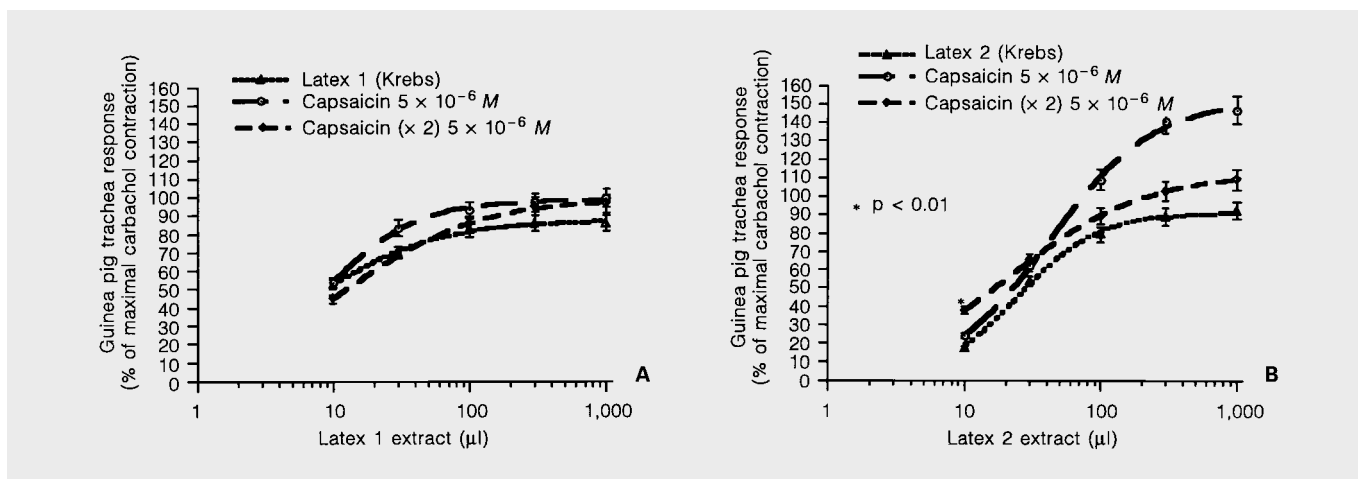 Guinea pig trachea response
(% of maximal carbachol contraction)
Latex 1 (Krebs)
Capsaicin 5 × 10⁻⁶ M
Capsaicin (× 2) 5 × 10⁻⁶ M
160
150
140
130
120
110
100
90
80
70
60
50
40
30
20
10
0
1
10
100
1,000
Latex 1 extract (μl)
A
Guinea pig trachea response
(% of maximal carbachol contraction)
Latex 2 (Krebs)
Capsaicin 5 × 10⁻⁶ M
Capsaicin (× 2) 5 × 10⁻⁶ M
160
150
140
130
120
110
100
90
80
70
60
50
40
30
20
10
0
* p < 0.01
*
1
10
100
1,000
Latex 2 extract (μl)
B